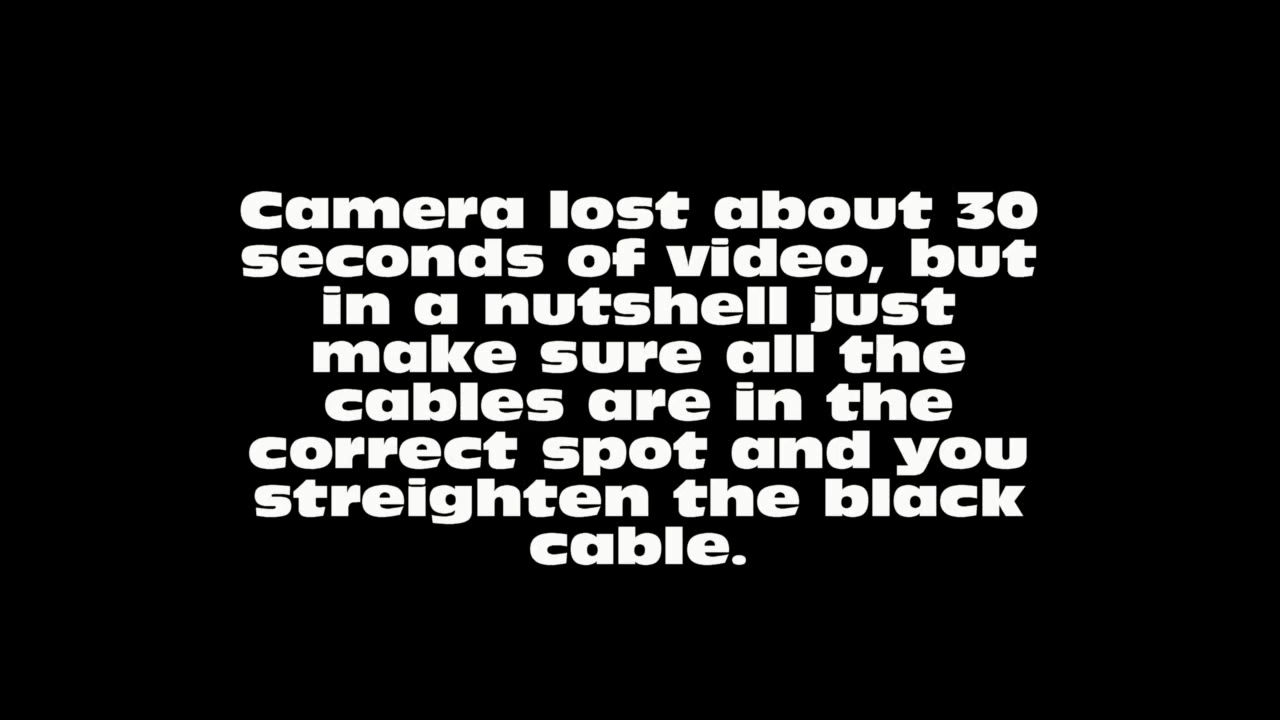 Camera lost about 30
seconds of video, but
in a nutshell just
make sure all the
cables are in the
correct spot and you
streighten the black
cable.